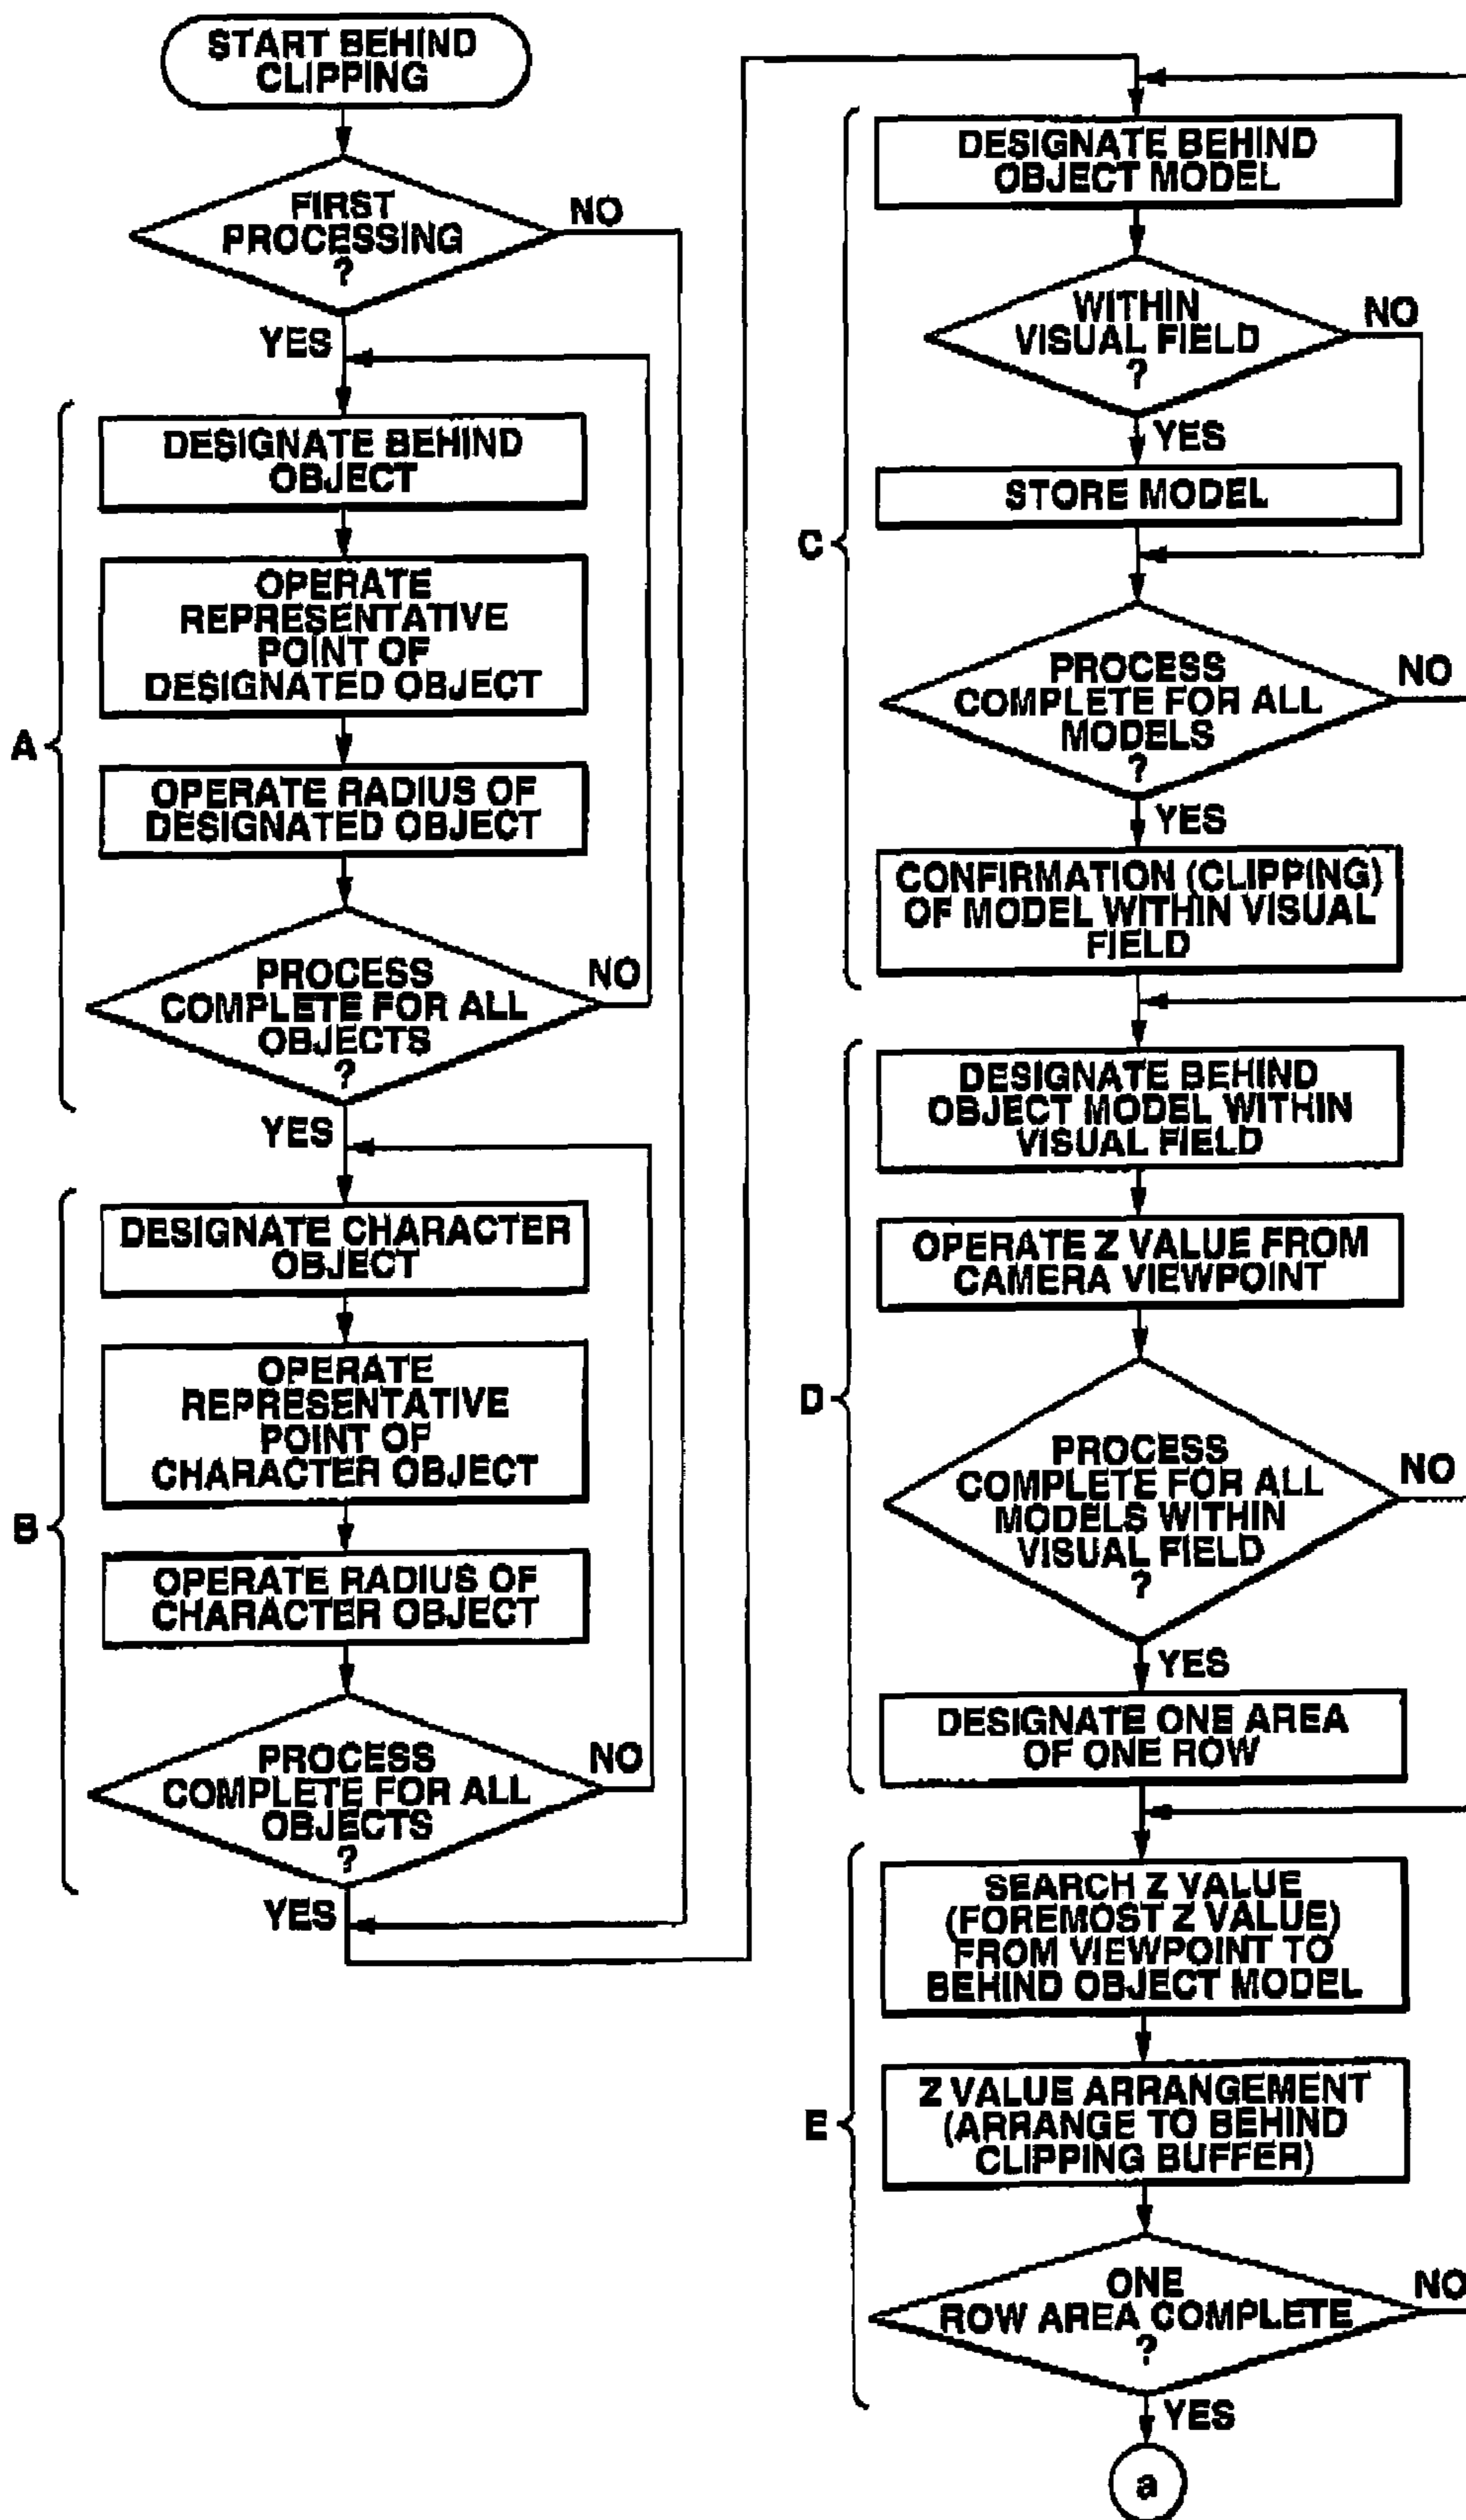 START BEHIND
CLIPPING
FIRST
PROCESSING
?
NO
YES
A
DESIGNATE BEHIND
OBJECT
OPERATE
REPRESENTATIVE
POINT OF
DESIGNATED OBJECT
OPERATE RADIUS OF
DESIGNATED OBJECT
PROCESS
COMPLETE FOR ALL
OBJECTS
?
NO
YES
B
DESIGNATE CHARACTER
OBJECT
OPERATE
REPRESENTATIVE
POINT OF
CHARACTER OBJECT
OPERATE RADIUS OF
CHARACTER OBJECT
PROCESS
COMPLETE FOR ALL
OBJECTS
?
NO
YES
C
DESIGNATE BEHIND
OBJECT MODEL
WITHIN
VISUAL FIELD
?
NO
YES
STORE MODEL
PROCESS
COMPLETE FOR ALL
MODELS
?
NO
YES
CONFIRMATION (CLIPPING)
OF MODEL WITHIN VISUAL
FIELD
D
DESIGNATE BEHIND
OBJECT MODEL WITHIN
VISUAL FIELD
OPERATE Z VALUE FROM
CAMERA VIEWPOINT
PROCESS
COMPLETE FOR ALL
MODELS WITHIN
VISUAL FIELD
?
NO
YES
DESIGNATE ONE AREA
OF ONE ROW
E
SEARCH Z VALUE
(FOREMOST Z VALUE)
FROM VIEWPOINT TO
BEHIND OBJECT MODEL
Z VALUE ARRANGEMENT
(ARRANGE TO BEHIND
CLIPPING BUFFER)
ONE
ROW AREA COMPLETE
?
NO
YES
a